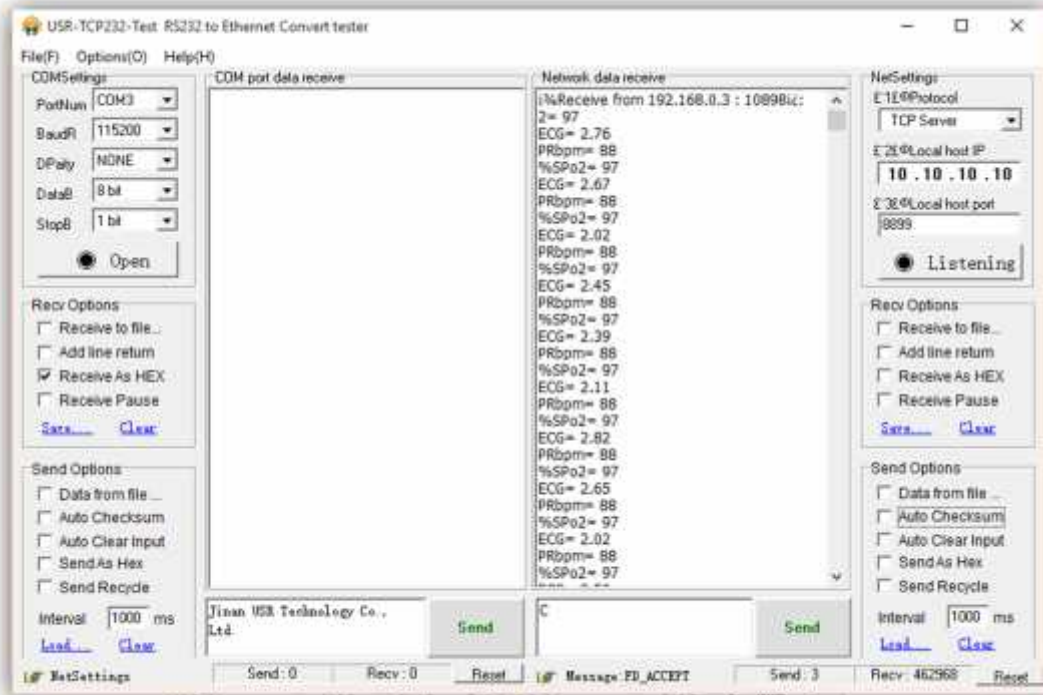 USR-TCP232-Test RS232 to Ethernet Convert tester
File(F) Options(O) Help(H)
COMSettings
PortNum COM3
BaudR 115200
DPaity NONE
DataB 8 bit
StopB 1 bit
Open
Recv Options
Receive to file...
Add line return
Receive As HEX
Receive Pause
Save... Clear
Send Options
Data from file ...
Auto Checksum
Auto Clear Input
Send As Hex
Send Recycle
Interval 1000 ms
Load... Clear
COM port data receive
Jinan USR Technology Co.,
Ltd.
Send
Network data receive
Receive from 192.168.0.3 : 10898
2= 97
ECG= 2.76
PRbpm= 88
%SPo2= 97
ECG= 2.67
PRbpm= 88
%SPo2= 97
ECG= 2.02
PRbpm= 88
%SPo2= 97
ECG= 2.45
PRbpm= 88
%SPo2= 97
ECG= 2.39
PRbpm= 88
%SPo2= 97
ECG= 2.11
PRbpm= 88
%SPo2= 97
ECG= 2.82
PRbpm= 88
%SPo2= 97
ECG= 2.65
PRbpm= 88
%SPo2= 97
ECG= 2.02
PRbpm= 88
%SPo2= 97
C
Send
NetSettings
Protocol
TCP Server
Local host IP
10 . 10 . 10 . 10
Local host port
8899
Listening
Recv Options
Receive to file...
Add line return
Receive As HEX
Receive Pause
Save... Clear
Send Options
Data from file ...
Auto Checksum
Auto Clear Input
Send As Hex
Send Recycle
Interval 1000 ms
Load... Clear
NetSettings
Send : 0
Recv : 0
Reset
Message:FD_ACCEPT
Send : 3
Recv : 462968
Reset